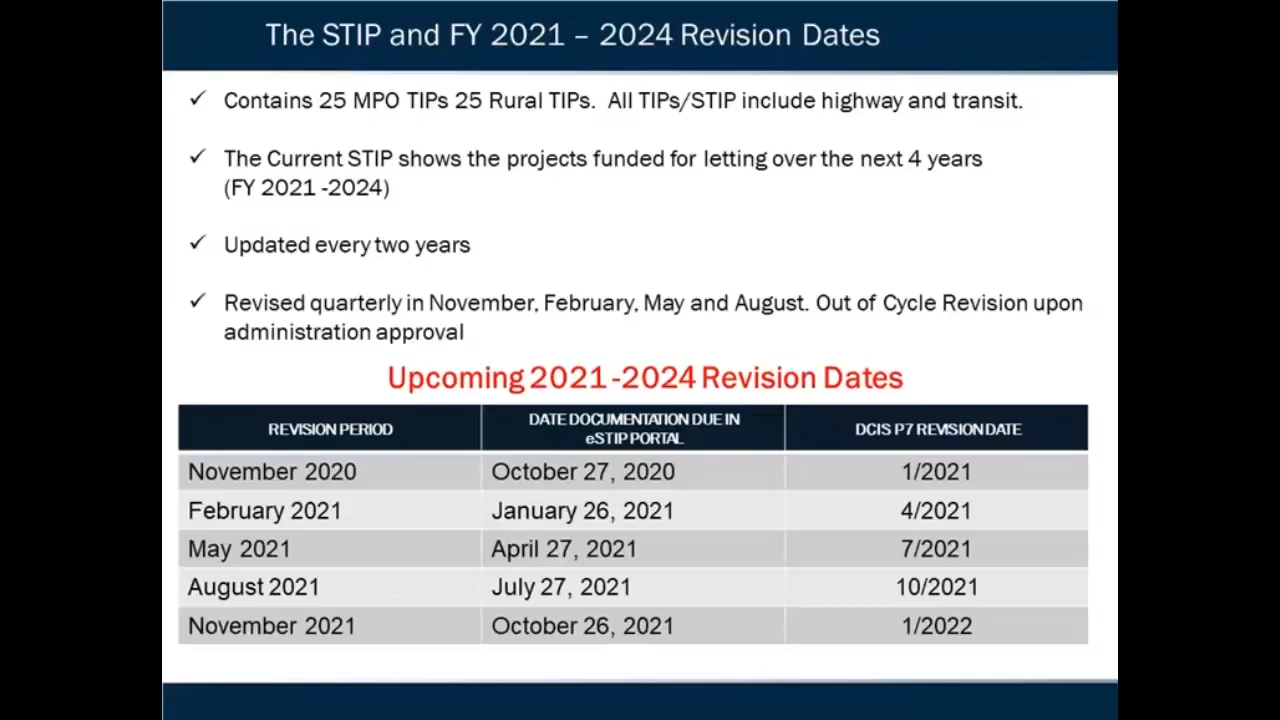 The STIP and FY 2021 – 2024 Revision Dates
✓ Contains 25 MPO TIPs 25 Rural TIPs. All TIPs/STIP include highway and transit.
✓ The Current STIP shows the projects funded for letting over the next 4 years
(FY 2021 -2024)
✓ Updated every two years
✓ Revised quarterly in November, February, May and August. Out of Cycle Revision upon
administration approval
Upcoming 2021-2024 Revision Dates
REVISION PERIOD DATE DOCUMENTATION DUE IN eSTIP PORTAL DCIS P7 REVISION DATE
November 2020 October 27, 2020 1/2021
February 2021 January 26, 2021 4/2021
May 2021 April 27, 2021 7/2021
August 2021 July 27, 2021 10/2021
November 2021 October 26, 2021 1/2022